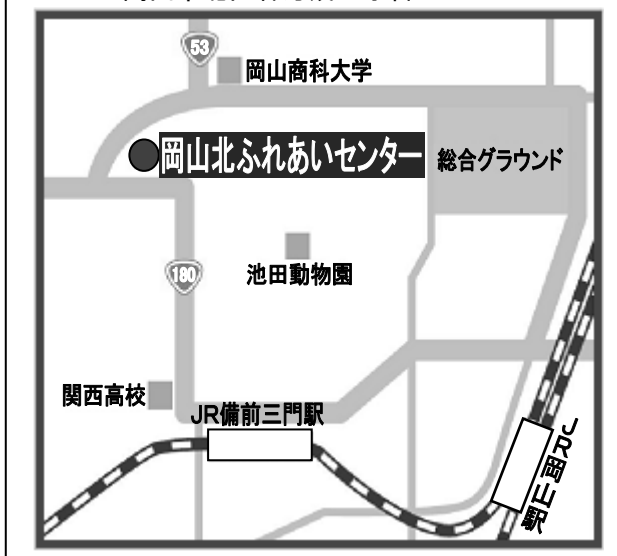 53
岡山商科大学
岡山北ふれあいセンター
総合グラウンド
池田動物園
180
関西高校
JR備前三門駅
JR岡山駅